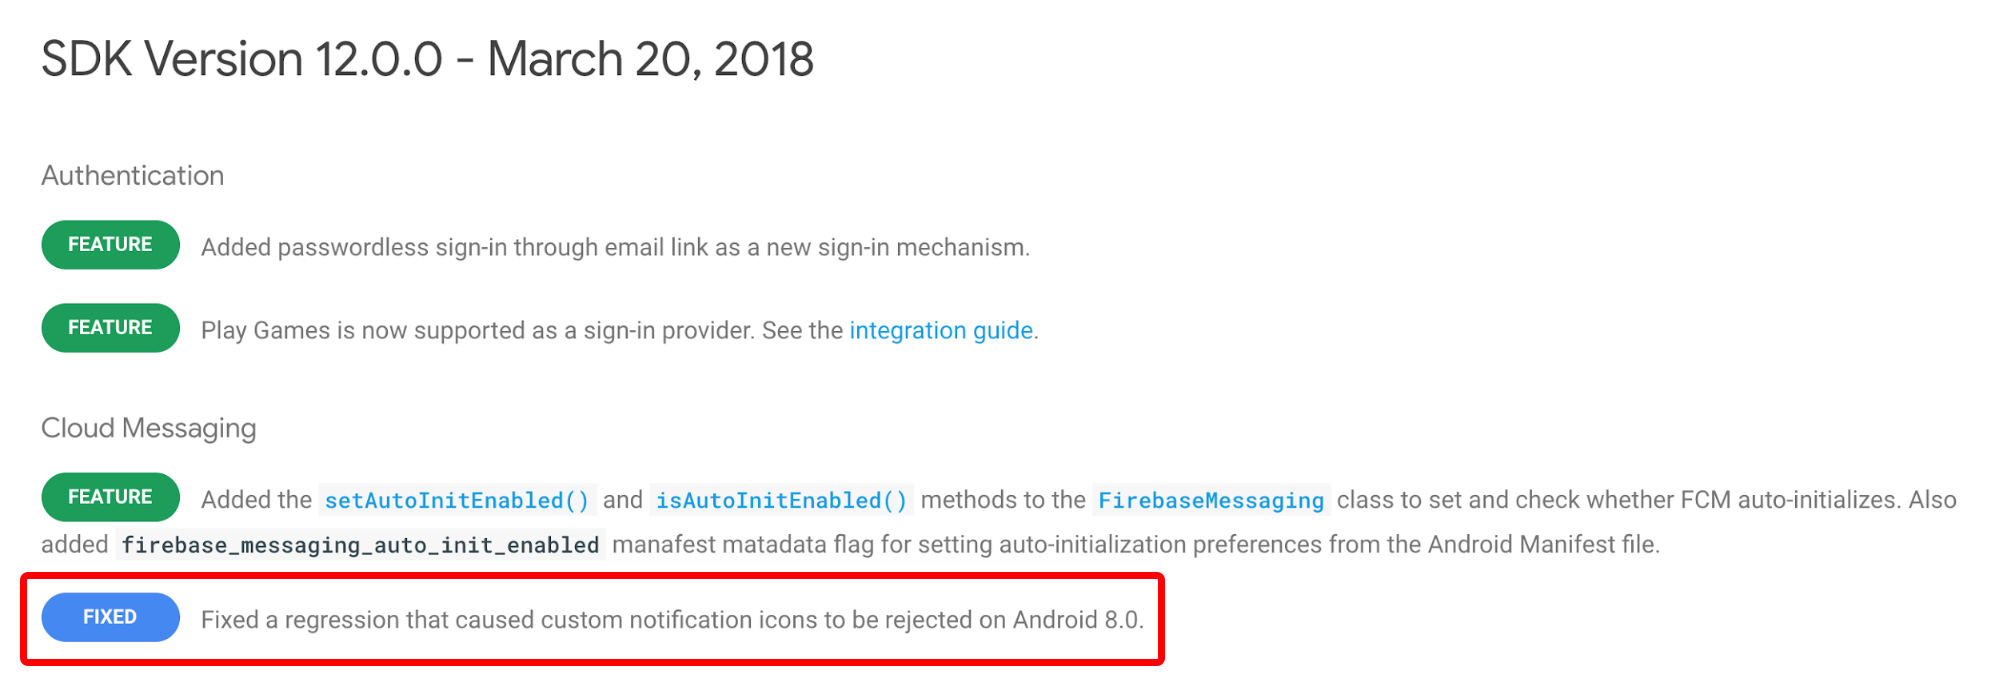 SDK Version 12.0.0 - March 20, 2018
Authentication
FEATURE Added passwordless sign-in through email link as a new sign-in mechanism.
FEATURE Play Games is now supported as a sign-in provider. See the integration guide.
Cloud Messaging
FEATURE Added the setAutoInitEnabled() and isAutoInitEnabled() methods to the FirebaseMessaging class to set and check whether FCM auto-initializes. Also
added firebase_messaging_auto_init_enabled manafest matadata flag for setting auto-initialization preferences from the Android Manifest file.
FIXED Fixed a regression that caused custom notification icons to be rejected on Android 8.0.